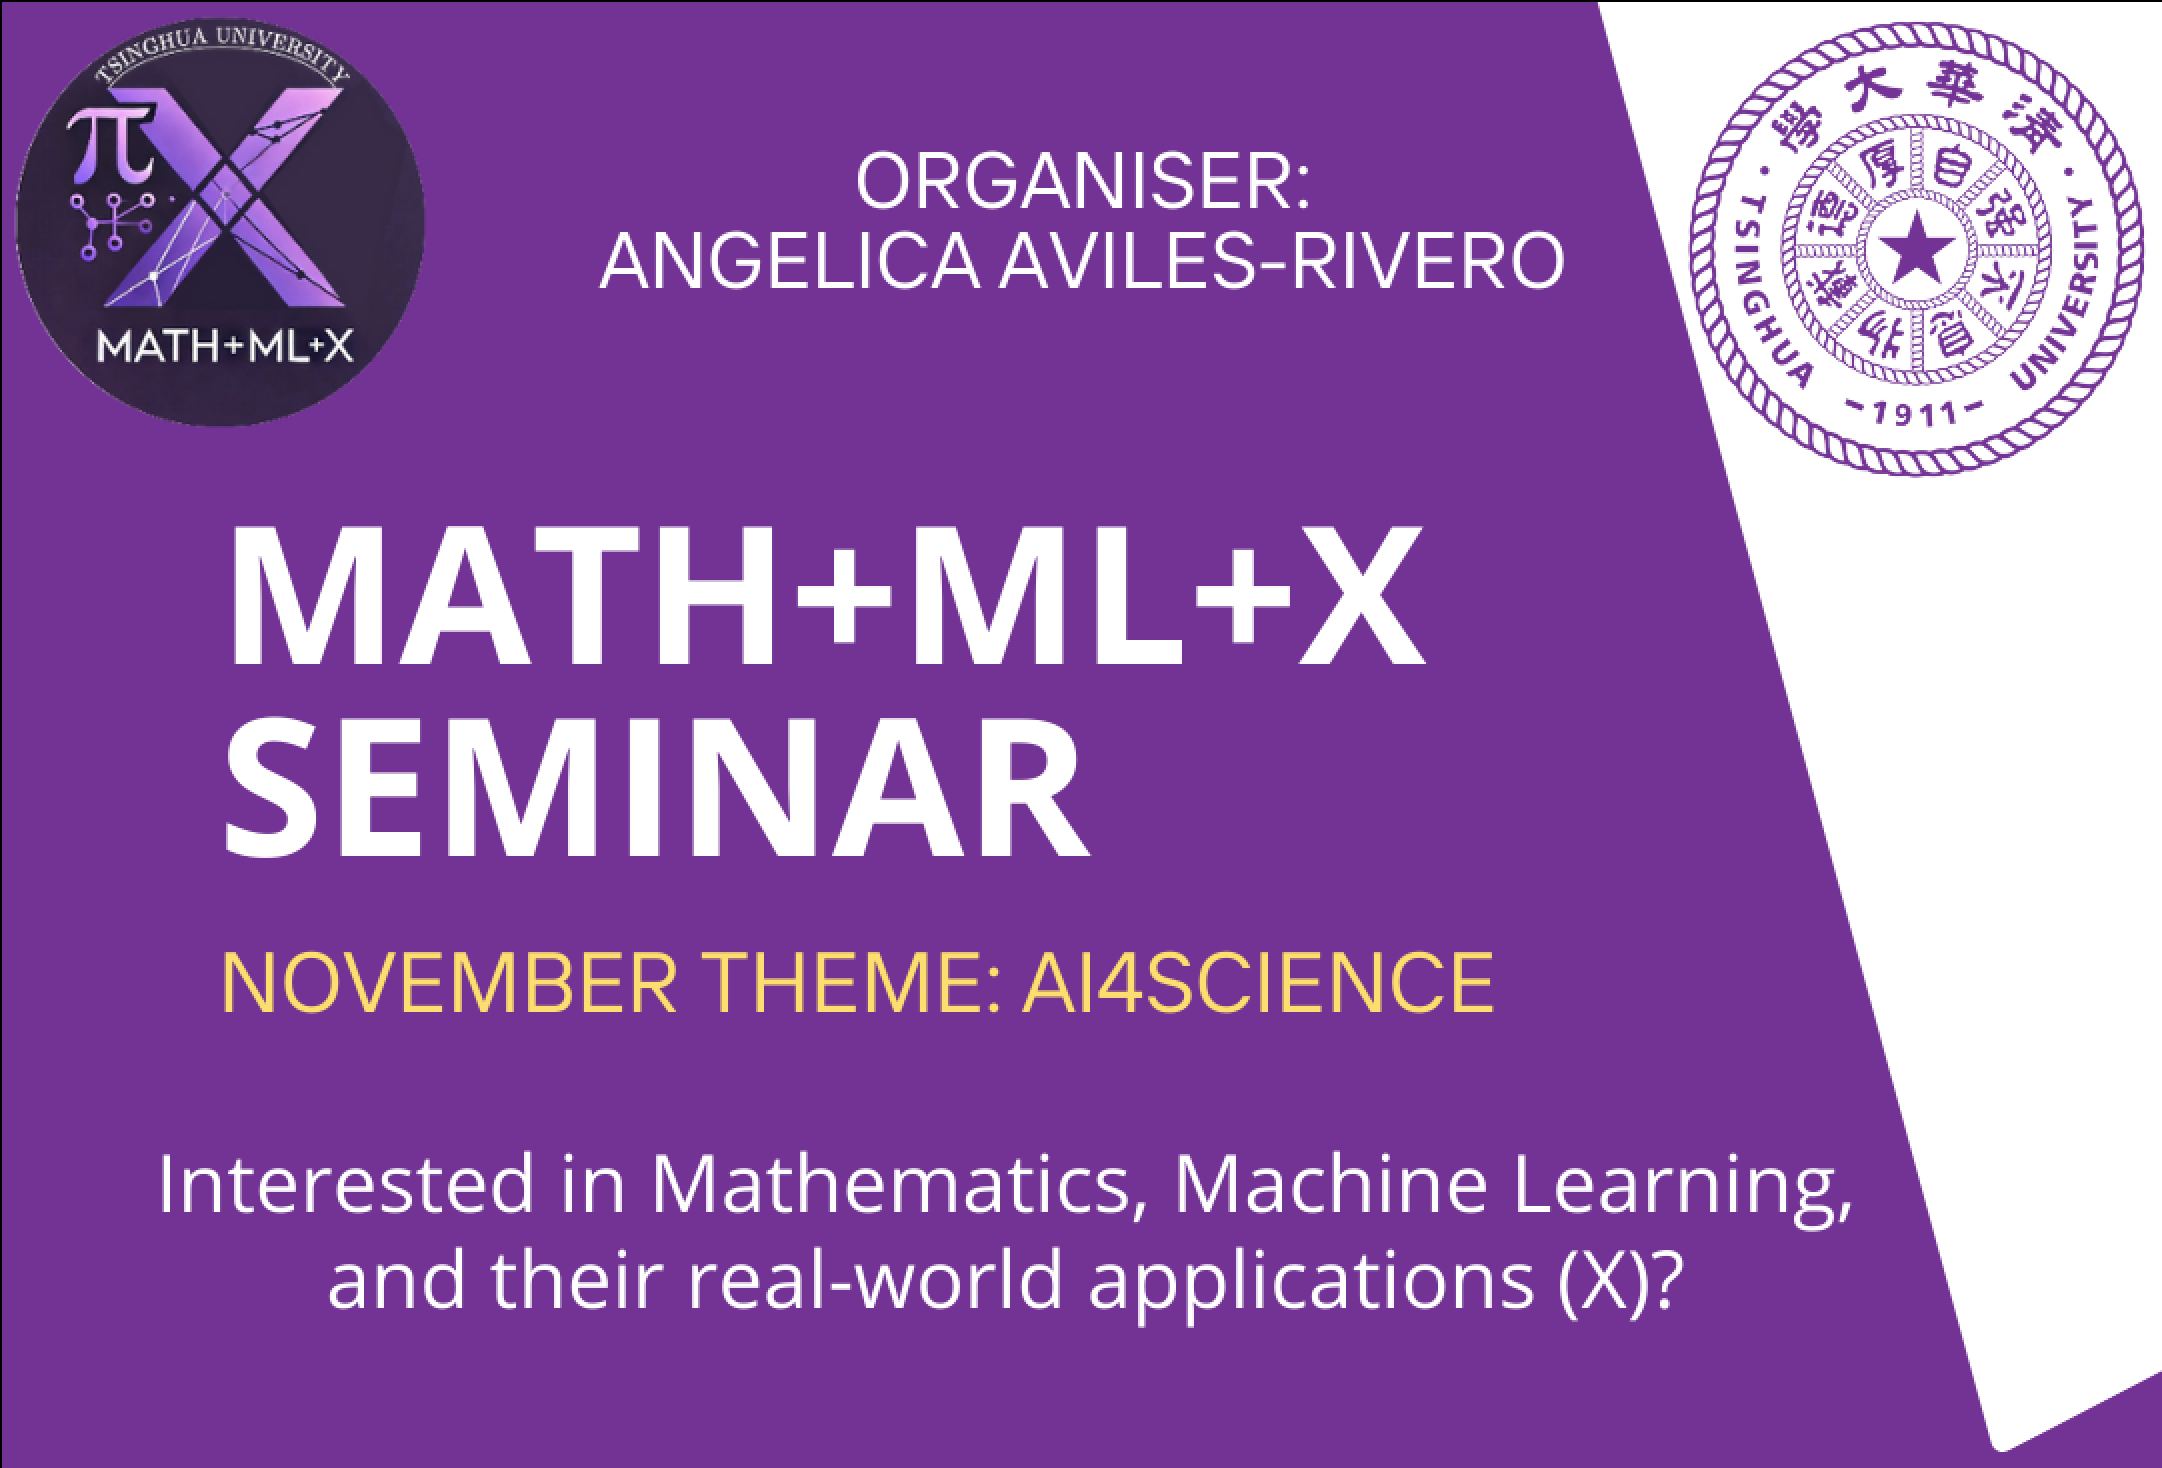 TSINGHUA UNIVERSITY
π
X
MATH+ML+X
ORGANISER:
ANGELICA AVILES-RIVERO
學大華清
自强不息
厚德載物
TSINGHUA UNIVERSITY
-1911-
MATH+ML+X
SEMINAR
NOVEMBER THEME: AI4SCIENCE
Interested in Mathematics, Machine Learning,
and their real-world applications (X)?